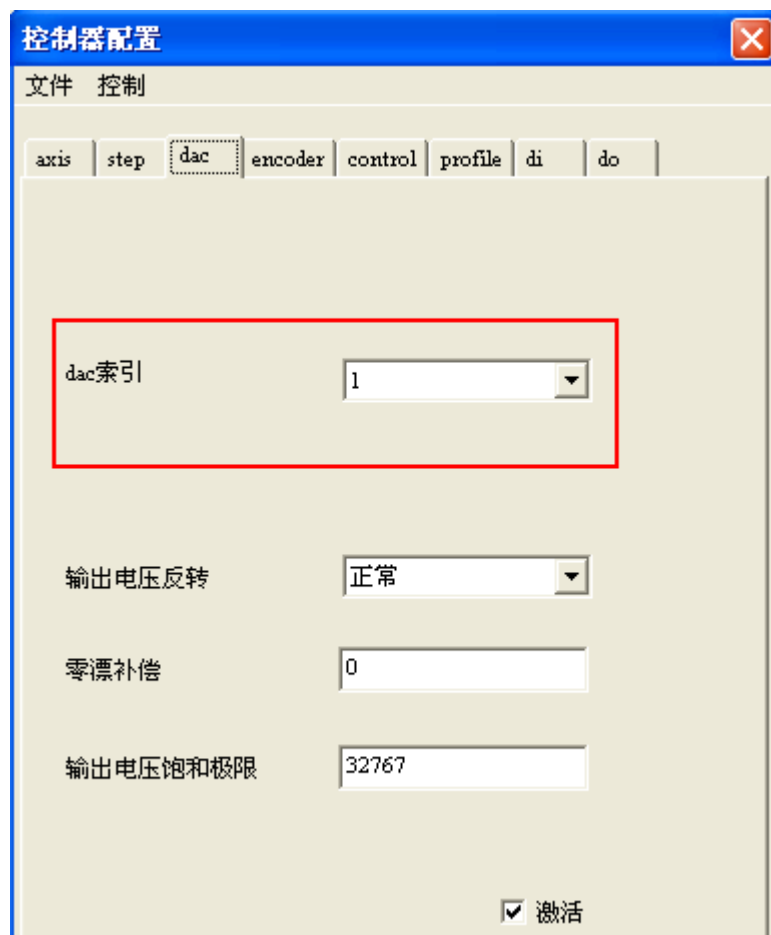 控制器配置
文件 控制
axis step dac encoder control profile di do
dac索引 1
输出电压反转 正常
零漂补偿 0
输出电压饱和极限 32767
激活